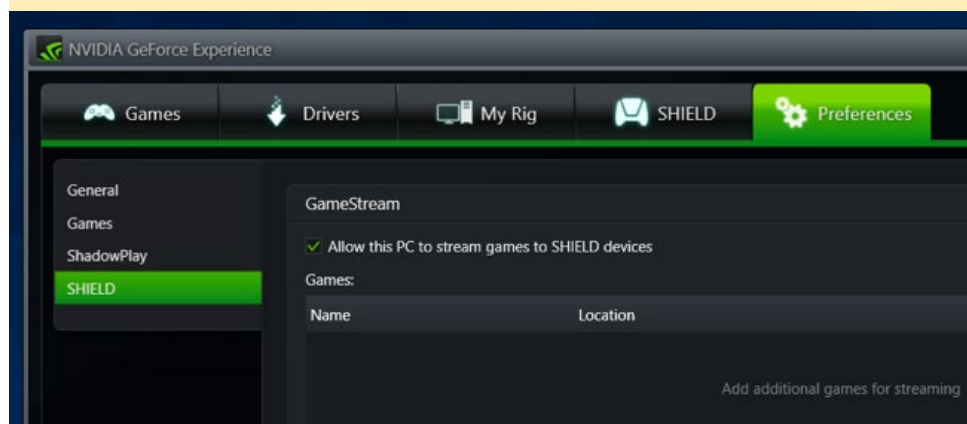 NVIDIA GeForce Experience
Games Drivers My Rig SHIELD Preferences
General
Games
ShadowPlay
SHIELD
GameStream
Allow this PC to stream games to SHIELD devices
Games:
Name Location
Add additional games for streaming